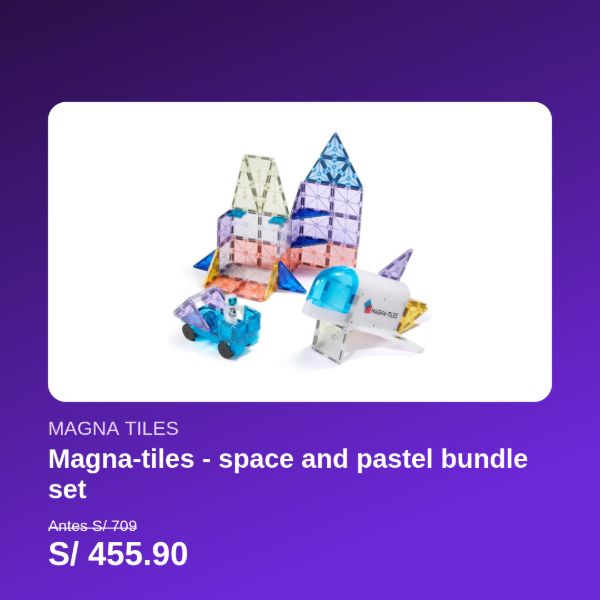 MAGNA-TILES
MAGNA TILES
Magna-tiles - space and pastel bundle
set
Antes S/ 709
S/ 455.90